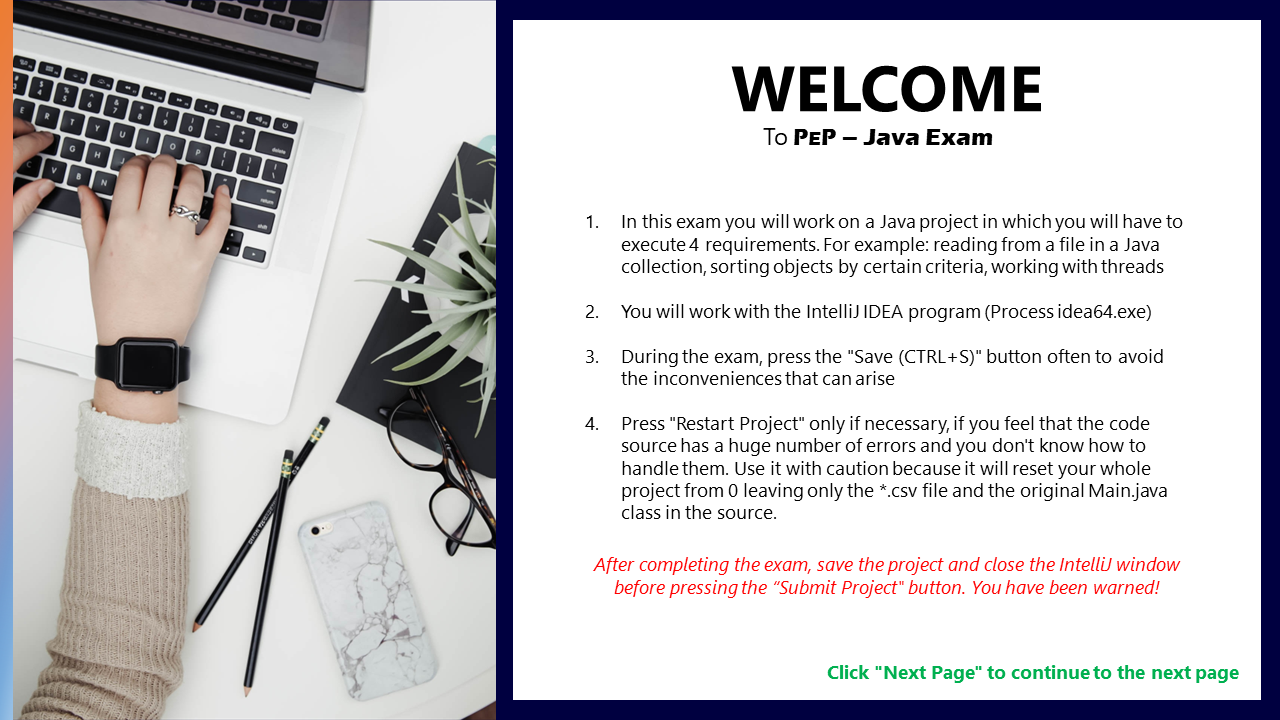 WELCOME
To PEP – Java Exam
1. In this exam you will work on a Java project in which you will have to
execute 4 requirements. For example: reading from a file in a Java
collection, sorting objects by certain criteria, working with threads
2. You will work with the IntelliJ IDEA program (Process idea64.exe)
3. During the exam, press the "Save (CTRL+S)" button often to avoid
the inconveniences that can arise
4. Press "Restart Project" only if necessary, if you feel that the code
source has a huge number of errors and you don't know how to
handle them. Use it with caution because it will reset your whole
project from 0 leaving only the *.csv file and the original Main.java
class in the source.
After completing the exam, save the project and close the IntelliJ window
before pressing the “Submit Project" button. You have been warned!
Click "Next Page" to continue to the next page